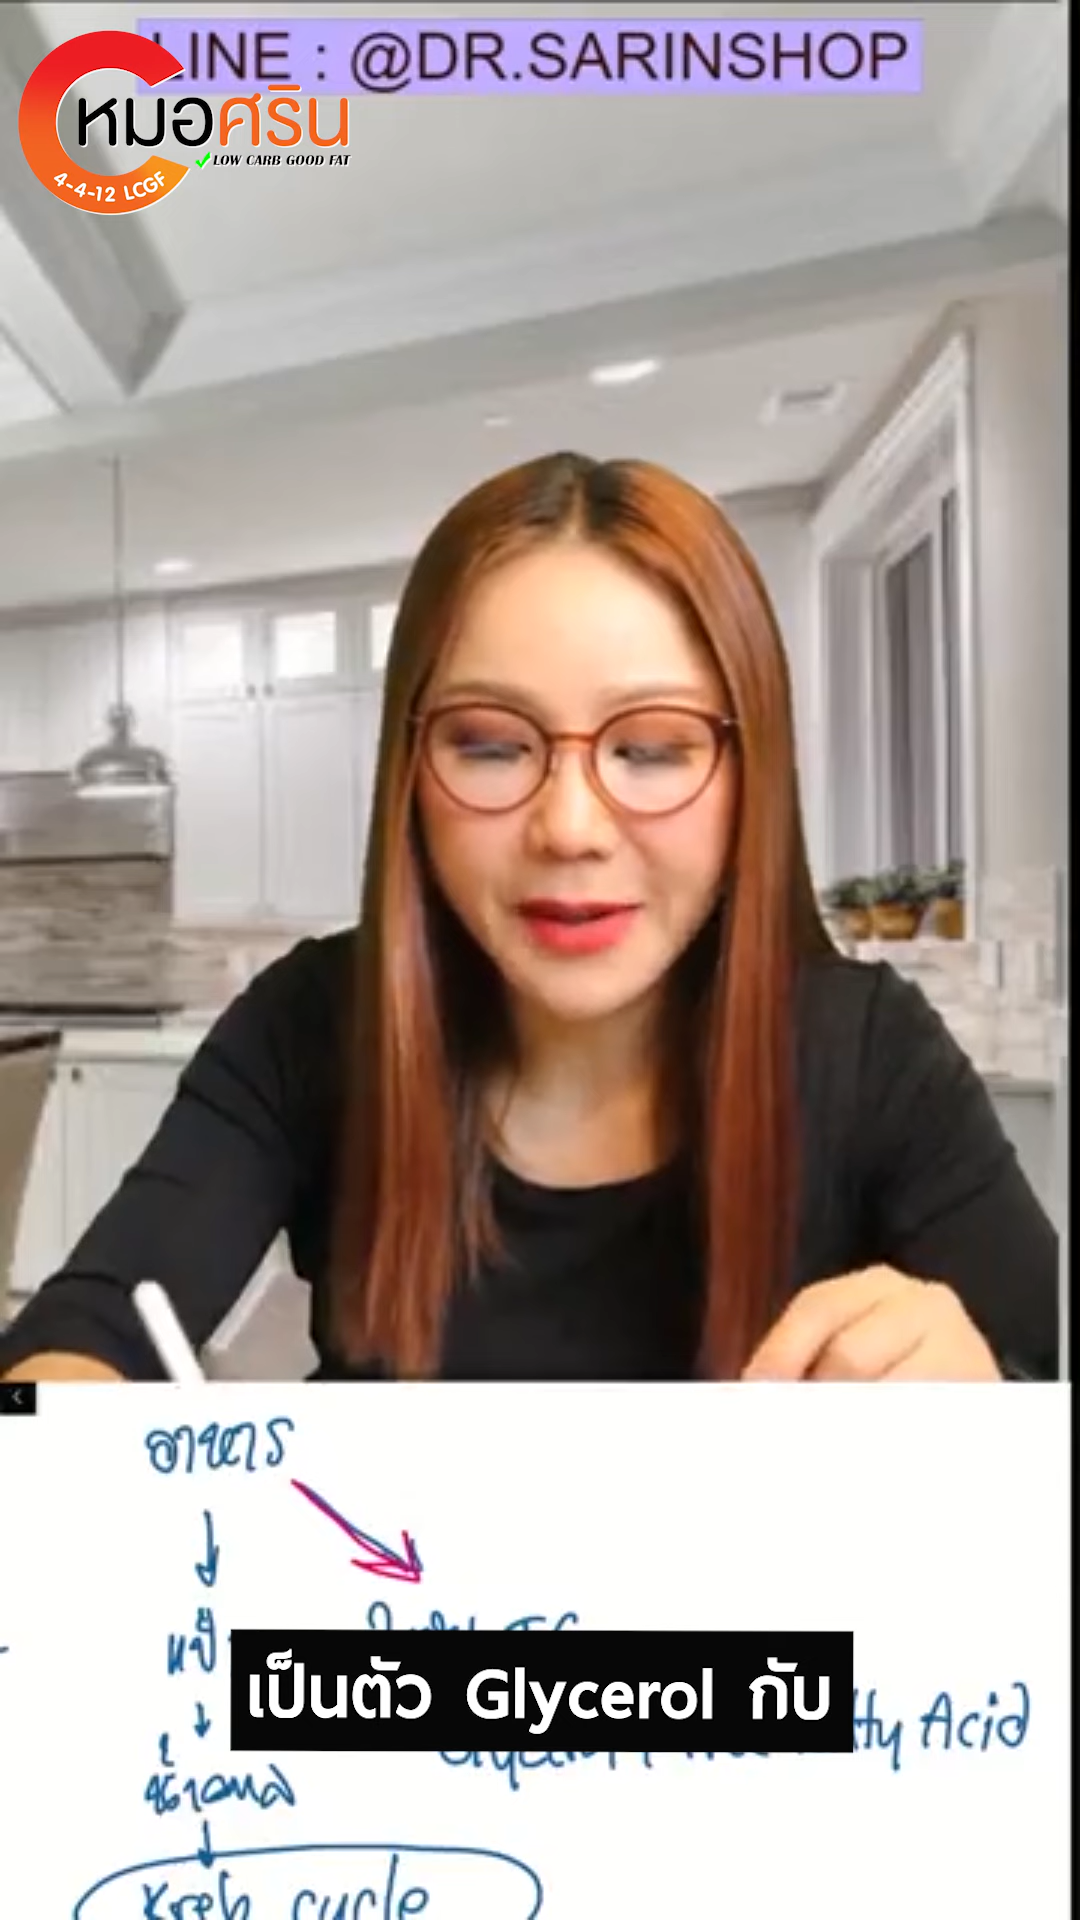 LINE : @DR.SARINSHOP
หมอศริน
LOW CARB GOOD FAT
4-4-12 LCGF
อาหาร
แป้
เป็นตัว Glycerol กับ
Acid
น้ำตาล
Kreb cycle